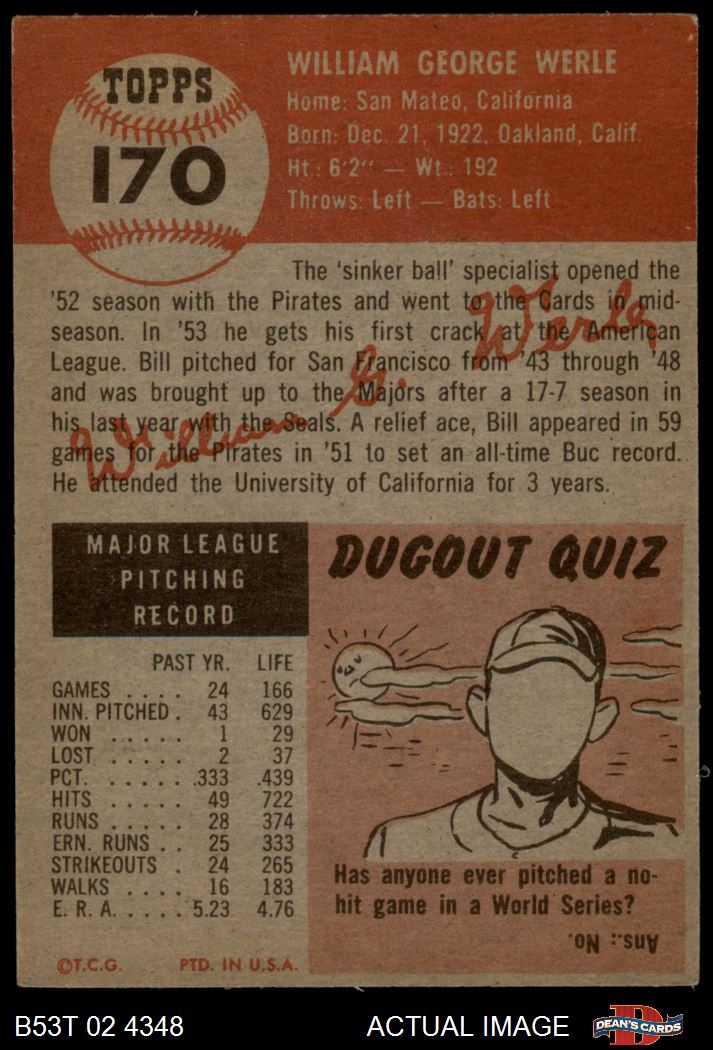 TOPPS
170
WILLIAM GEORGE WERLE
Home: San Mateo, California
Born: Dec. 21, 1922, Oakland, Calif.
Ht.: 6'2" — Wt.: 192
Throws: Left — Bats: Left
The 'sinker ball' specialist opened the
'52 season with the Pirates and went to the Cards in mid-
season. In '53 he gets his first crack at the American
League. Bill pitched for San Francisco from '43 through '48
and was brought up to the Majors after a 17-7 season in
his last year with the Seals. A relief ace, Bill appeared in 59
games for the Pirates in '51 to set an all-time Buc record.
He attended the University of California for 3 years.
William G. Werle
MAJOR LEAGUE
PITCHING
RECORD
PAST YR. LIFE
GAMES . . . . 24 166
INN. PITCHED . 43 629
WON . . . . . 1 29
LOST . . . . . 2 37
PCT. . . . . . .333 .439
HITS . . . . . 49 722
RUNS . . . . . 28 374
ERN. RUNS . . 25 333
STRIKEOUTS . 24 265
WALKS . . . . 16 183
E. R. A. . . . . 5.23 4.76
©T.C.G. PTD. IN U.S.A.
DUGOUT QUIZ
Has anyone ever pitched a no-
hit game in a World Series?
Ans.: No.
B53T 02 4348 ACTUAL IMAGE
D
DEAN'S CARDS